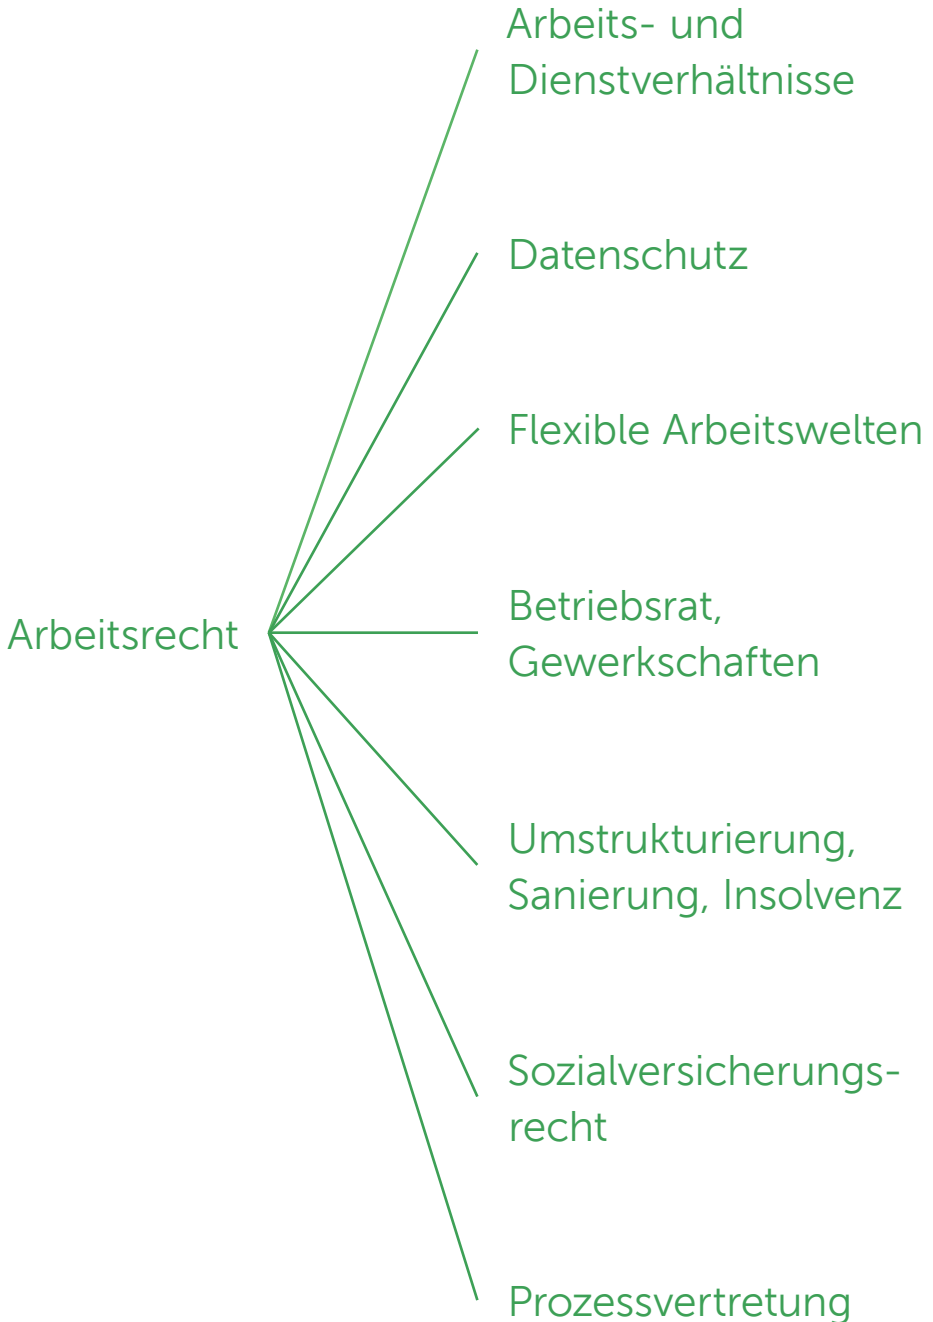 Arbeits- und
Dienstverhältnisse
Datenschutz
Flexible Arbeitswelten
Arbeitsrecht
Betriebsrat,
Gewerkschaften
Umstrukturierung,
Sanierung, Insolvenz
Sozialversicherungs-
recht
Prozessvertretung